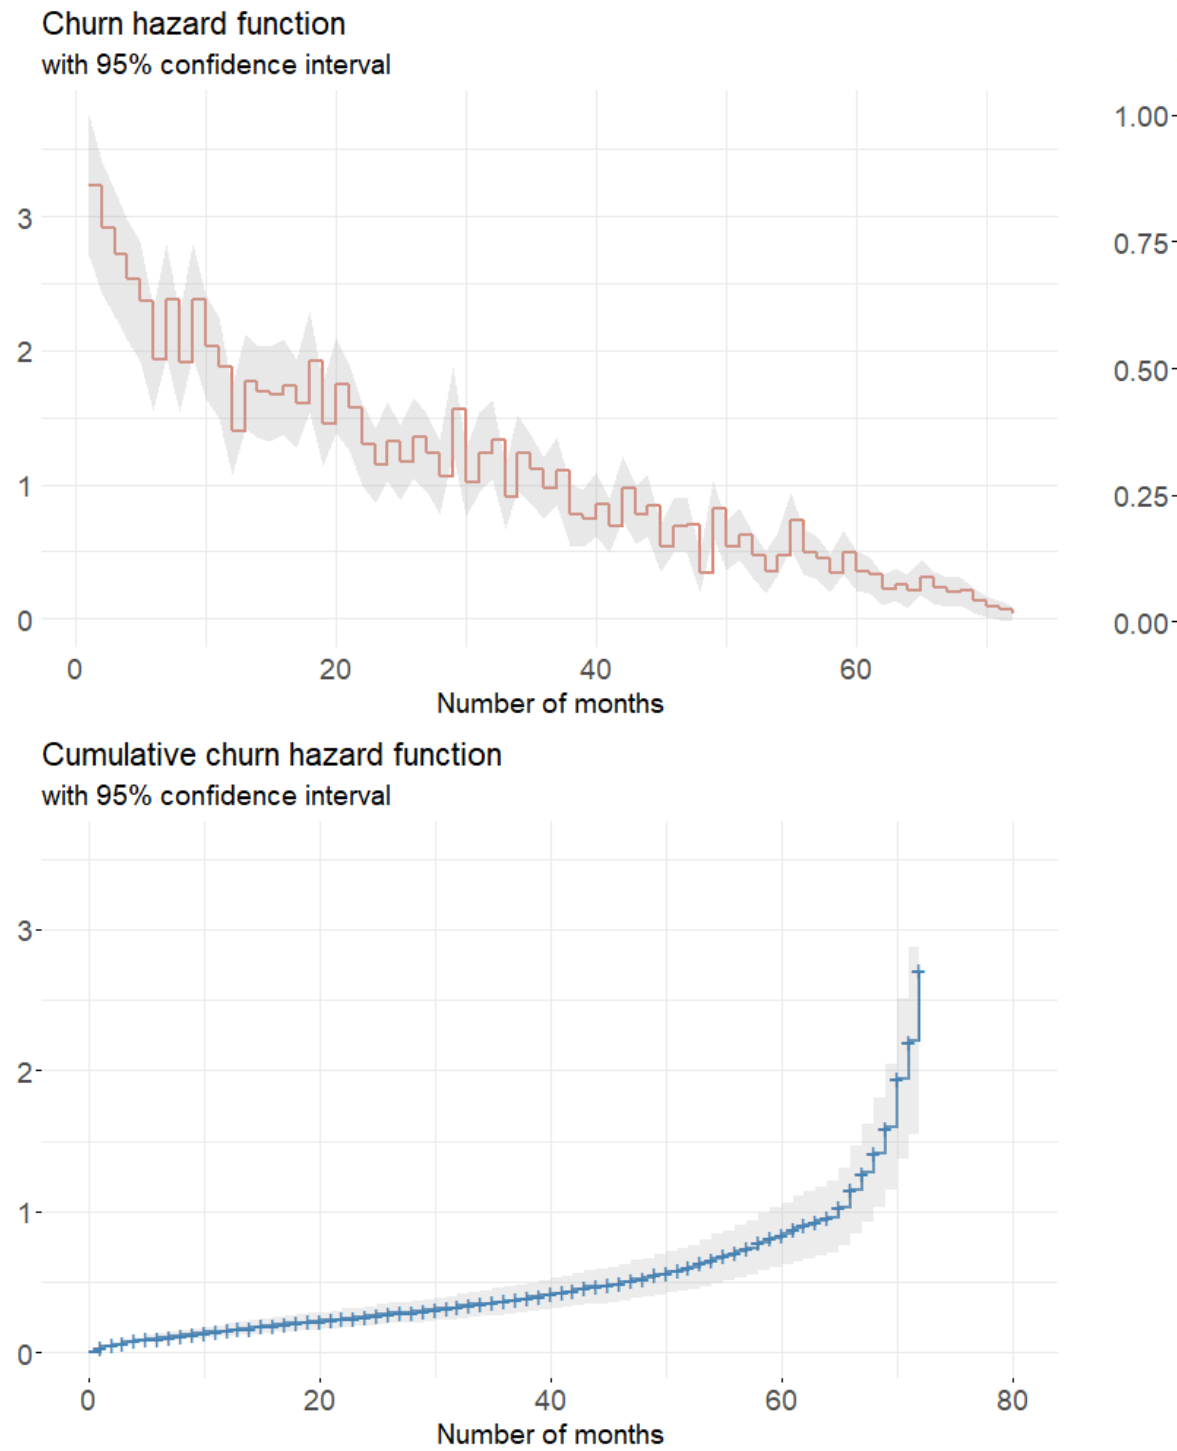 Churn hazard function
with 95% confidence interval
3
2
1
0
0 20 40 60
Number of months
1.00
0.75
0.50
0.25
0.00
Cumulative churn hazard function
with 95% confidence interval
3
2
1
0
0 20 40 60 80
Number of months